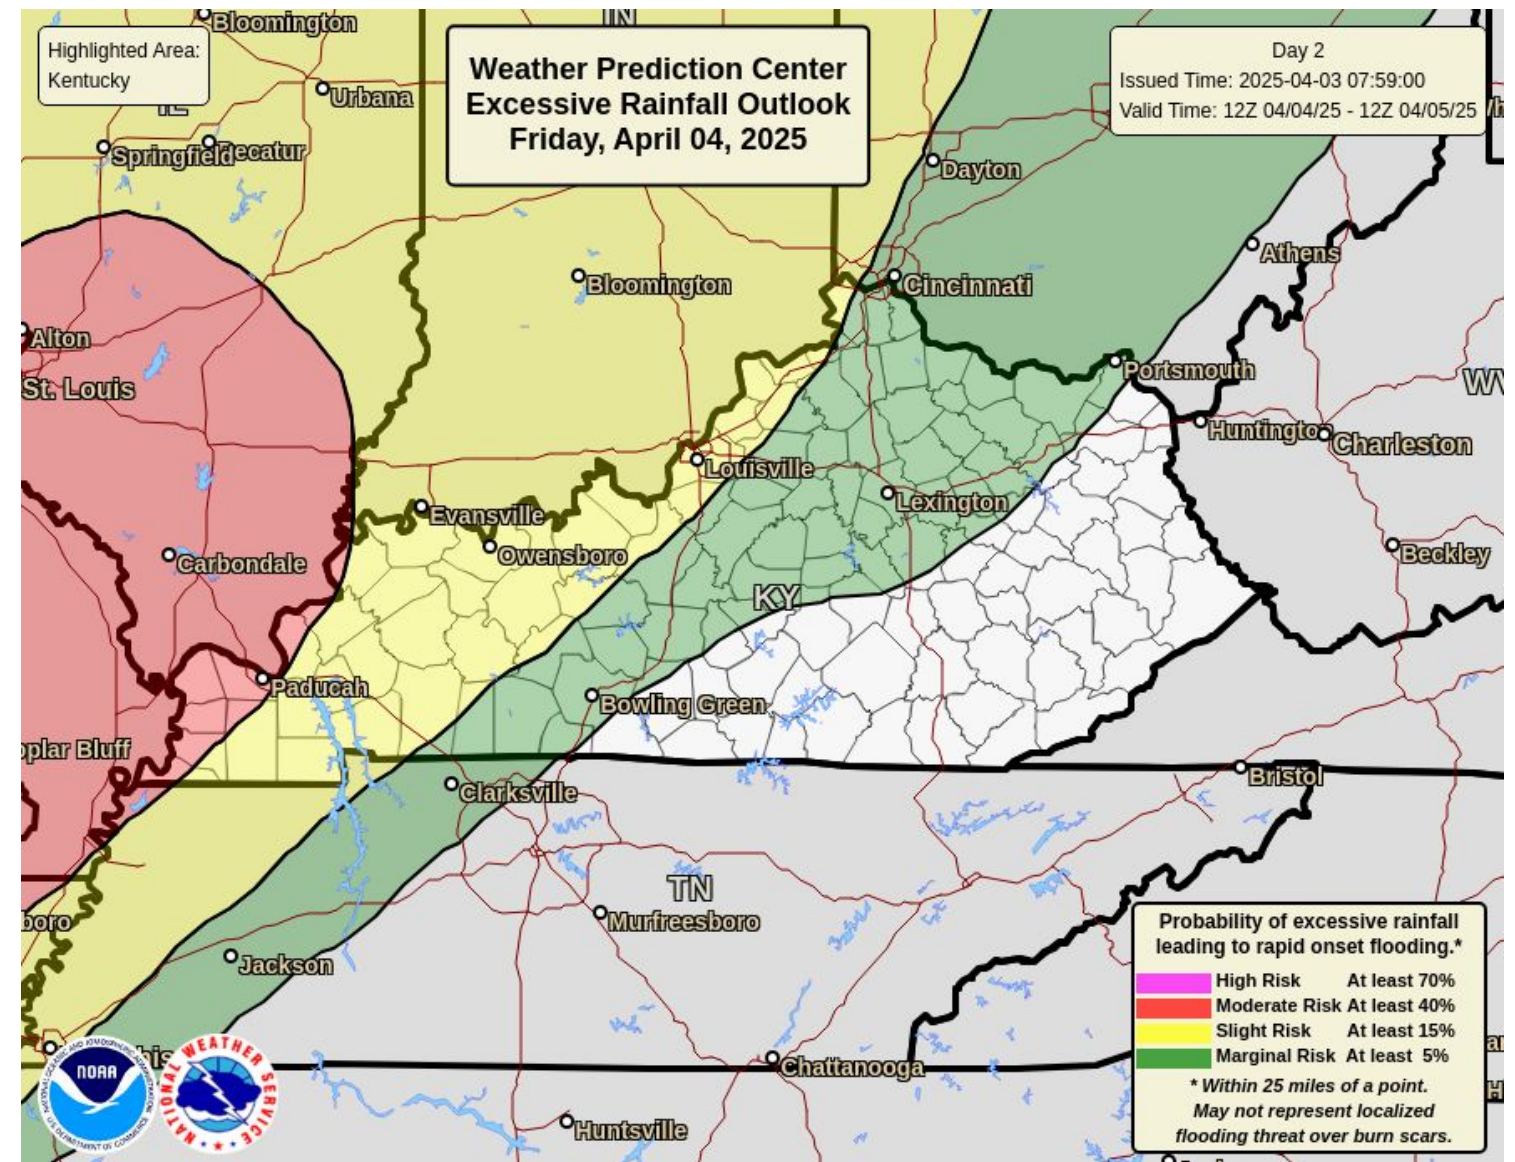 IN
Bloomington
Highlighted Area:
Kentucky
IL
Weather Prediction Center
Excessive Rainfall Outlook
Friday, April 04, 2025
Day 2
Issued Time: 2025-04-03 07:59:00
Valid Time: 12Z 04/04/25 - 12Z 04/05/25
Urbana
Springfield
Decatur
Dayton
Athens
Bloomington
Cincinnati
Alton
St. Louis
Portsmouth
WV
Huntington
Charleston
Louisville
Lexington
Evansville
Owensboro
Carbondale
Beckley
KY
Paducah
Bowling Green
oplar Bluff
Clarksville
Bristol
TN
boro
Murfreesboro
Jackson
Chattanooga
Huntsville
NOAA
NATIONAL WEATHER SERVICE
Probability of excessive rainfall
leading to rapid onset flooding.*
High Risk At least 70%
Moderate Risk At least 40%
Slight Risk At least 15%
Marginal Risk At least 5%
* Within 25 miles of a point.
May not represent localized
flooding threat over burn scars.